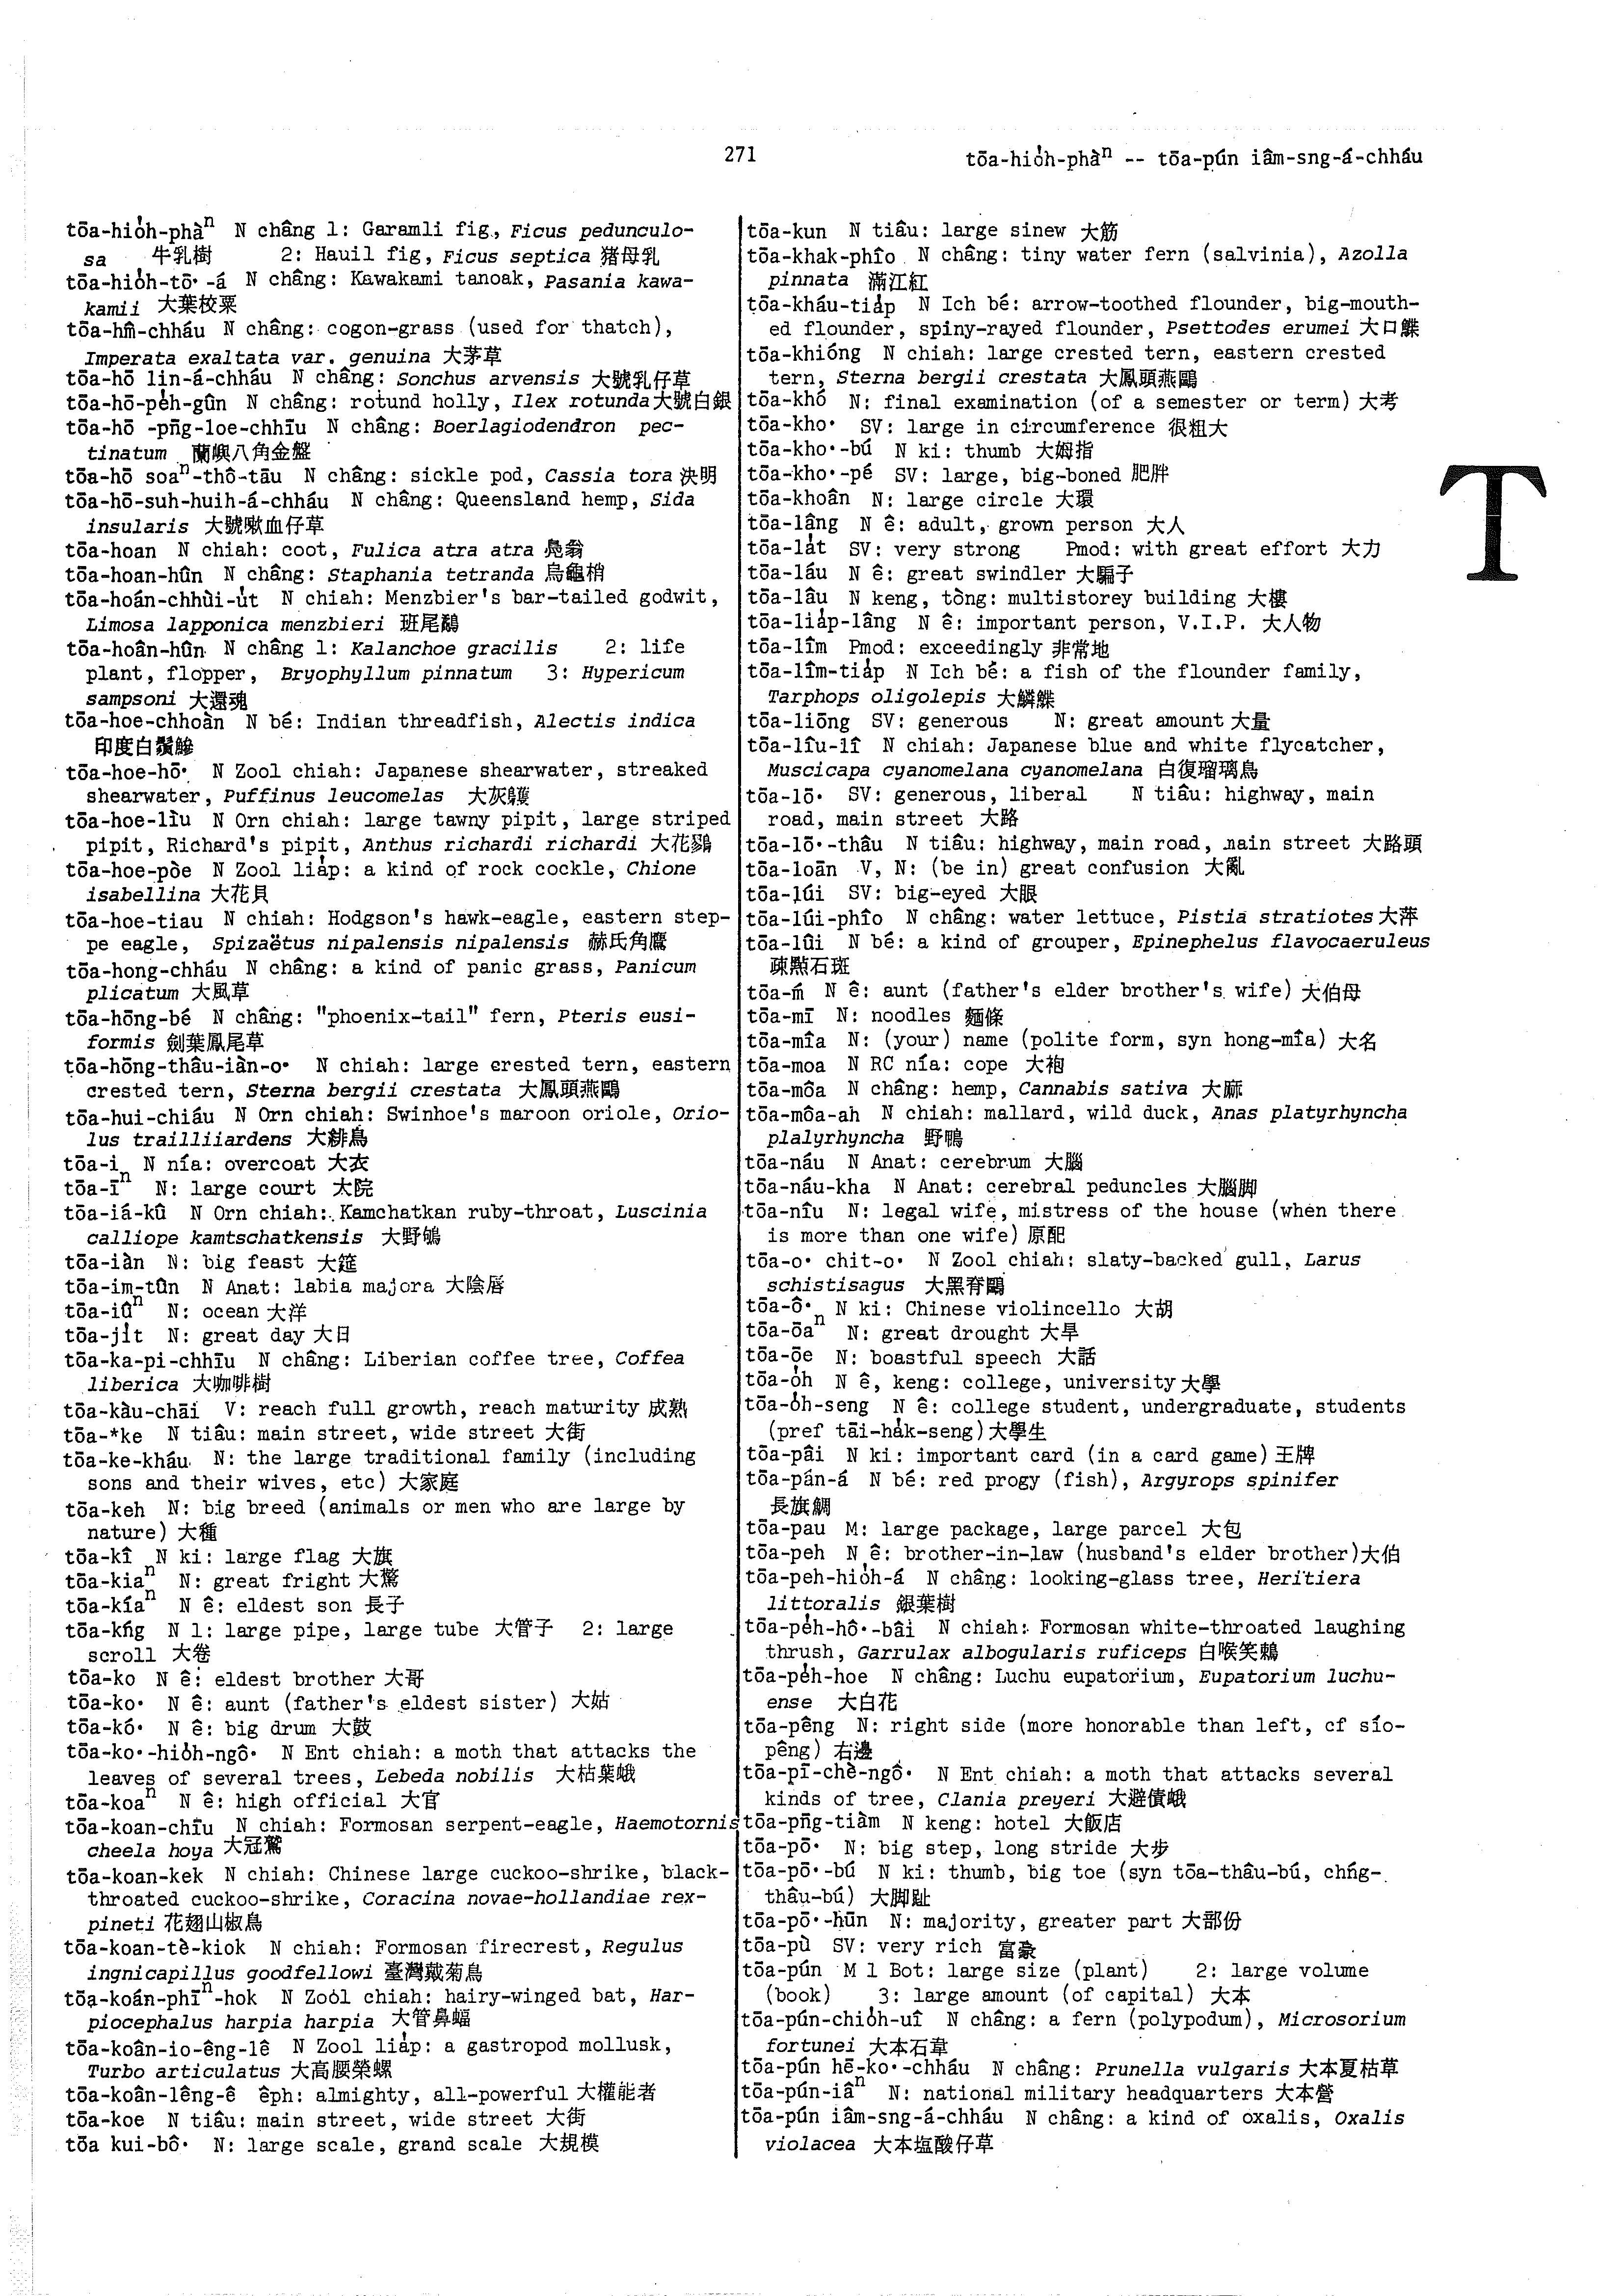 271
tōa-hio̍h-phàⁿ -- tōa-pún iâm-sng-á-chháu
tōa-hio̍h-phàⁿ N châng 1: Garamli fig, Ficus pedunculo-
sa 牛乳樹 2: Hauil fig, Ficus septica 猪母乳
tōa-hio̍h-tō·-á N châng: Kawakami tanoak, Pasania kawa-
kamii 大葉校栗
tōa-hm̂-chháu N châng: cogon-grass (used for thatch),
Imperata exaltata var. genuina 大茅草
tōa-hō lin-á-chháu N châng: Sonchus arvensis 大號乳仔草
tōa-hō-pe̍h-gûn N châng: rotund holly, Ilex rotunda 大號白銀
tōa-hō -pn̄g-loe-chhīu N châng: Boerlagiodendron pec-
tinatum 蘭嶼八角金盤
tōa-hō soaⁿ-thô-tāu N châng: sickle pod, Cassia tora 決明
tōa-hō-suh-huih-á-chháu N châng: Queensland hemp, Sida
insularis 大號嗽血仔草
tōa-hoan N chiah: coot, Fulica atra atra
tōa-hoan-hûn N châng: Staphania tetranda 烏龜梢
tōa-hoán-chhùi-u̍t N chiah: Menzbier's bar-tailed godwit,
Limosa lapponica menzbieri 班尾鷸
tōa-hoân-hûn N châng 1: Kalanchoe gracilis 2: life
plant, flopper, Bryophyllum pinnatum 3: Hypericum
sampsoni 大還魂
tōa-hoe-chhoân N bé: Indian threadfish, Alectis indica
印度白鬚鰺
tōa-hoe-hō· N Zool chiah: Japanese shearwater, streaked
shearwater, Puffinus leucomelas 大灰鸌
tōa-hoe-līu N Orn chiah: large tawny pipit, large striped
pipit, Richard's pipit, Anthus richardi richardi 大花鷚
tōa-hoe-pòe N Zool lia̍p: a kind of rock cockle, Chione
isabellina 大花貝
tōa-hoe-tiau N chiah: Hodgson's hawk-eagle, eastern step-
pe eagle, Spizaëtus nipalensis nipalensis 赫氏角鷹
tōa-hong-chháu N châng: a kind of panic grass, Panicum
plicatum 大風草
tōa-hōng-bé N châng: "phoenix-tail" fern, Pteris eusi-
formis 劍葉鳳尾草
tōa-hōng-thâu-iàn-o· N chiah: large crested tern, eastern
crested tern, Sterna bergii crestata 大鳳頭燕鷗
tōa-hui-chiáu N Orn chiah: Swinhoe's maroon oriole, Orio-
lus trailliiardens 大緋鳥
tōa-i N nía: overcoat 大衣
tōa-īⁿ N: large court 大院
tōa-iá-kû N Orn chiah: Kamchatkan ruby-throat, Luscinia
calliope kamtschatkensis 大野鴝
tōa-iàn N: big feast 大筵
tōa-im-tûn N Anat: labia majora 大陰唇
tōa-iûⁿ N: ocean 大洋
tōa-ji̍t N: great day 大日
tōa-ka-pi-chhīu N châng: Liberian coffee tree, Coffea
liberica 大咖啡樹
tōa-kàu-chāi V: reach full growth, reach maturity 成熟
tōa-*ke N tiâu: main street, wide street 大街
tōa-ke-kháu N: the large traditional family (including
sons and their wives, etc) 大家庭
tōa-keh N: big breed (animals or men who are large by
nature) 大種
tōa-kî N ki: large flag 大旗
tōa-kiaⁿ N: great fright 大驚
tōa-kíaⁿ N ê: eldest son 長子
tōa-kńg N 1: large pipe, large tube 大管子 2: large
scroll 大卷
tōa-ko N ê: eldest brother 大哥
tōa-ko· N ê: aunt (father's eldest sister) 大姑
tōa-kó· N ê: big drum 大鼓
tōa-ko·-hio̍h-ngô· N Ent chiah: a moth that attacks the
leaves of several trees, Lebeda nobilis 大枯葉蛾
tōa-koaⁿ N ê: high official 大官
tōa-koan-chîu N chiah: Formosan serpent-eagle, Haemotornis
cheela hoya 大冠鷲
tōa-koan-kek N chiah: Chinese large cuckoo-shrike, black-
throated cuckoo-shrike, Coracina novae-hollandiae rex-
pineti 花翅山椒鳥
tōa-koan-tè-kiok N chiah: Formosan firecrest, Regulus
ingnicapillus goodfellowi 臺灣戴菊鳥
tōa-koán-phīⁿ-hok N Zool chiah: hairy-winged bat, Har-
piocephalus harpia harpia 大管鼻蝠
tōa-koân-io-êng-lê N Zool lia̍p: a gastropod mollusk,
Turbo articulatus 大高腰榮螺
tōa-koân-lêng-ê êph: almighty, all-powerful 大權能者
tōa-koe N tiâu: main street, wide street 大街
tōa kui-bô· N: large scale, grand scale 大規模
tōa-kun N tiâu: large sinew 大筋
tōa-khak-phîo N châng: tiny water fern (salvinia), Azolla
pinnata 滿江紅
tōa-kháu-tia̍p N Ich bé: arrow-toothed flounder, big-mouth-
ed flounder, spiny-rayed flounder, Psettodes erumei 大口鰈
tōa-khióng N chiah: large crested tern, eastern crested
tern, Sterna bergii crestata 大鳳頭燕鷗
tōa-khó N: final examination (of a semester or term) 大考
tōa-kho· SV: large in circumference 很粗大
tōa-kho·-bú N ki: thumb 大姆指
tōa-kho·-pé SV: large, big-boned 肥胖
tōa-khoân N: large circle 大環
tōa-lâng N ê: adult, grown person 大人
tōa-la̍t SV: very strong Pmod: with great effort 大力
tōa-láu N ê: great swindler 大騙子
tōa-lâu N keng, tòng: multistorey building 大樓
tōa-lia̍p-lâng N ê: important person, V.I.P. 大人物
tōa-lîm Pmod: exceedingly 非常地
tōa-lîm-tia̍p N Ich bé: a fish of the flounder family,
Tarphops oligolepis 大鱗鰈
tōa-liōng SV: generous N: great amount 大量
tōa-lîu-lî N chiah: Japanese blue and white flycatcher,
Muscicapa cyanomelana cyanomelana 白復瑠璃鳥
tōa-lō· SV: generous, liberal N tiâu: highway, main
road, main street 大路
tōa-lō·-thâu N tiâu: highway, main road, main street 大路頭
tōa-loān V, N: (be in) great confusion 大亂
tōa-lúi SV: big-eyed 大眼
tōa-lúi-phîo N châng: water lettuce, Pistia stratiotes 大萍
tōa-lûi N bé: a kind of grouper, Epinephelus flavocaeruleus
疎點石斑
tōa-ḿ N ê: aunt (father's elder brother's wife) 大伯母
tōa-mī N: noodles 麵條
tōa-mîa N: (your) name (polite form, syn hong-mîa) 大名
tōa-moa N RC nía: cope 大袍
tōa-môa N châng: hemp, Cannabis sativa 大麻
tōa-môa-ah N chiah: mallard, wild duck, Anas platyrhyncha
plalyrhyncha 野鴨
tōa-náu N Anat: cerebrum 大腦
tōa-náu-kha N Anat: cerebral peduncles 大腦脚
tōa-nîu N: legal wife, mistress of the house (when there
is more than one wife) 原配
tōa-o· chit-o· N Zool chiah: slaty-backed gull, Larus
schistisagus 大黑脊鷗
tōa-ô· N ki: Chinese violincello 大胡
tōa-ōaⁿ N: great drought 大旱
tōa-ōe N: boastful speech 大話
tōa-o̍h N ê, keng: college, university 大學
tōa-o̍h-seng N ê: college student, undergraduate, students
(pref tāi-ha̍k-seng) 大學生
tōa-pâi N ki: important card (in a card game) 王牌
tōa-pán-á N bé: red progy (fish), Argyrops spinifer
長旗鯛
tōa-pau M: large package, large parcel 大包
tōa-peh N ê: brother-in-law (husband's elder brother) 大伯
tōa-peh-hio̍h-á N châng: looking-glass tree, Heritiera
littoralis 銀葉樹
tōa-pe̍h-hô·-bâi N chiah: Formosan white-throated laughing
thrush, Garrulax albogularis ruficeps 白喉笑鶇
tōa-pe̍h-hoe N châng: Luchu eupatorium, Eupatorium luchu-
ense 大白花
tōa-pêng N: right side (more honorable than left, cf sío-
pêng) 右邊
tōa-pī-chè-ngô· N Ent chiah: a moth that attacks several
kinds of tree, Clania preyeri 大避債蛾
tōa-pn̄g-tiàm N keng: hotel 大飯店
tōa-pō· N: big step, long stride 大步
tōa-pō·-bú N ki: thumb, big toe (syn tōa-thâu-bú, chńg-
thâu-bú) 大脚趾
tōa-pō·-hūn N: majority, greater part 大部份
tōa-pù SV: very rich 富豪
tōa-pún M 1 Bot: large size (plant) 2: large volume
(book) 3: large amount (of capital) 大本
tōa-pún-chio̍h-uî N châng: a fern (polypodum), Microsorium
fortunei 大本石韋
tōa-pún hē-ko·-chháu N châng: Prunella vulgaris 大本夏枯草
tōa-pún-iâⁿ N: national military headquarters 大本營
tōa-pún iâm-sng-á-chháu N châng: a kind of oxalis, Oxalis
violacea 大本塩酸仔草
T